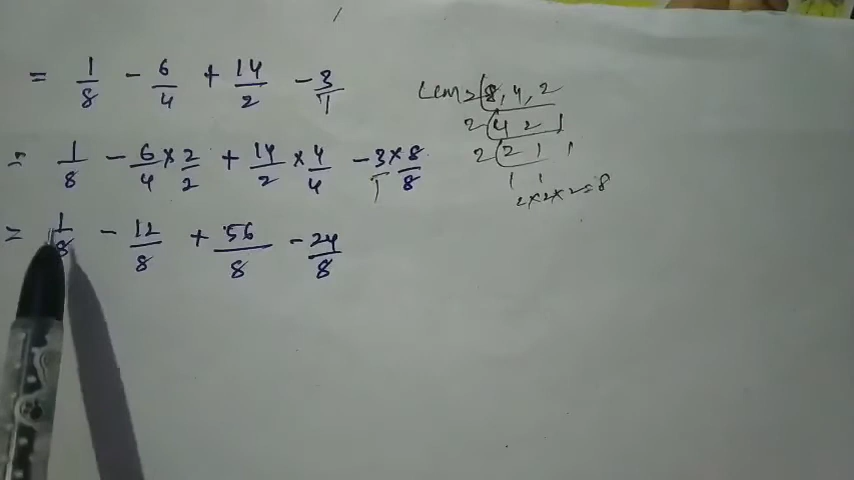 = 1/8 - 6/4 + 14/2 - 3/1
= 1/8 - 6/4 × 2/2 + 14/2 × 4/4 - 3/1 × 8/8
= 1/8 - 12/8 + 56/8 - 24/8
LCM = 8, 4, 2
2 4 2 1
2 2 1 1
1 1
2×2×2=8